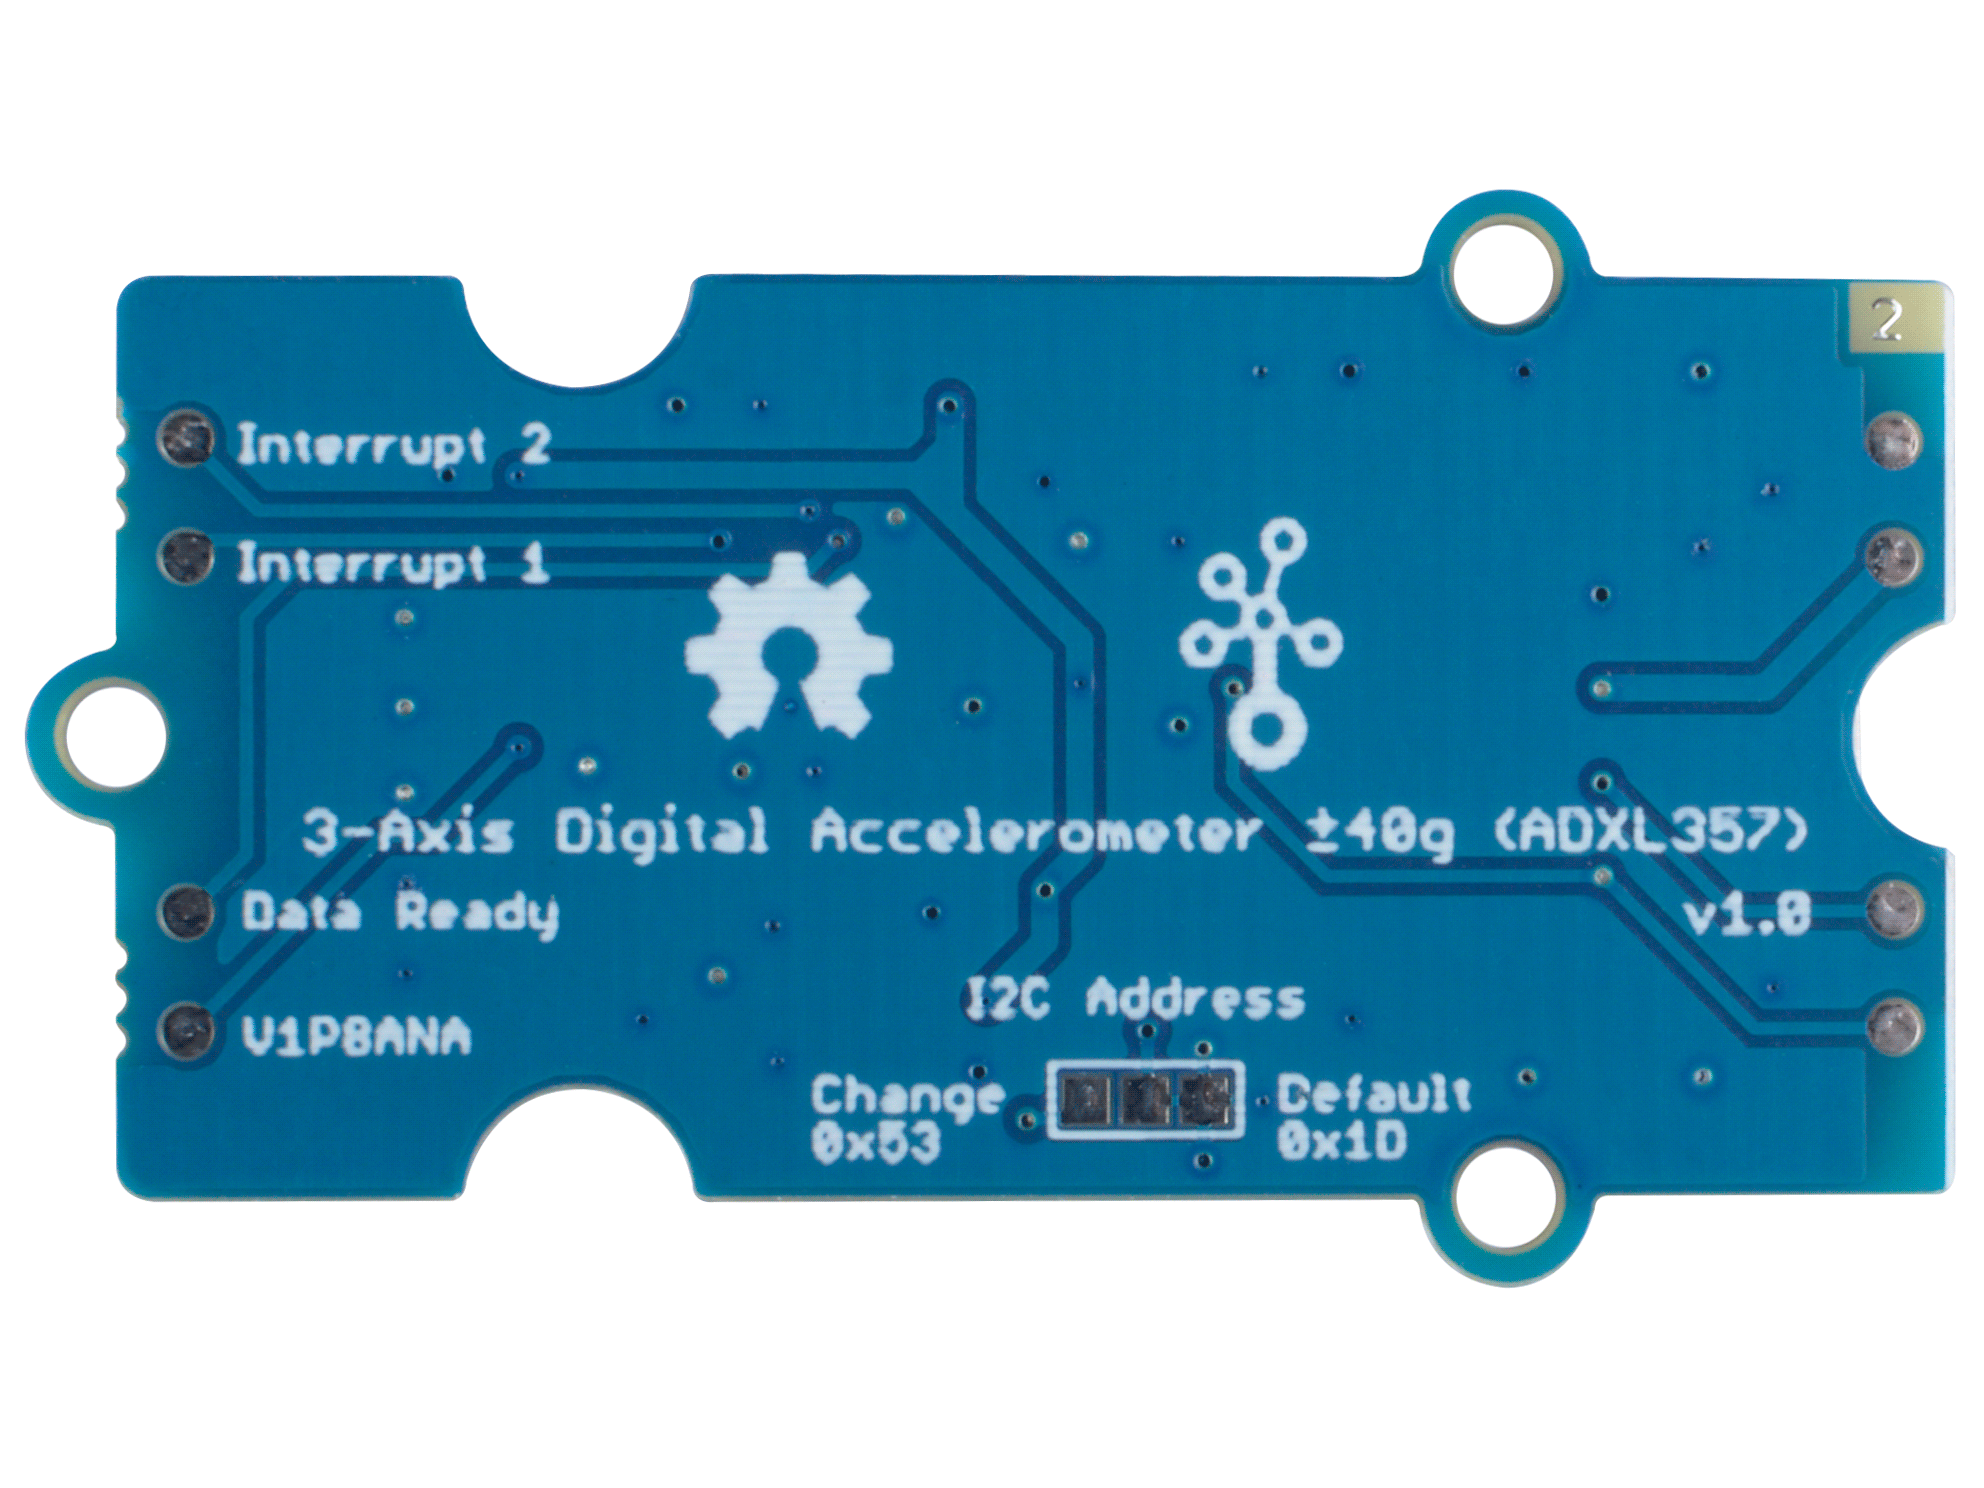 2
Interrupt 2
Interrupt 1
3-Axis Digital Accelerometer ±40g (ADXL357)
Data Ready
v1.0
I2C Address
V1P8ANA
Change
0x53
Default
0x1D